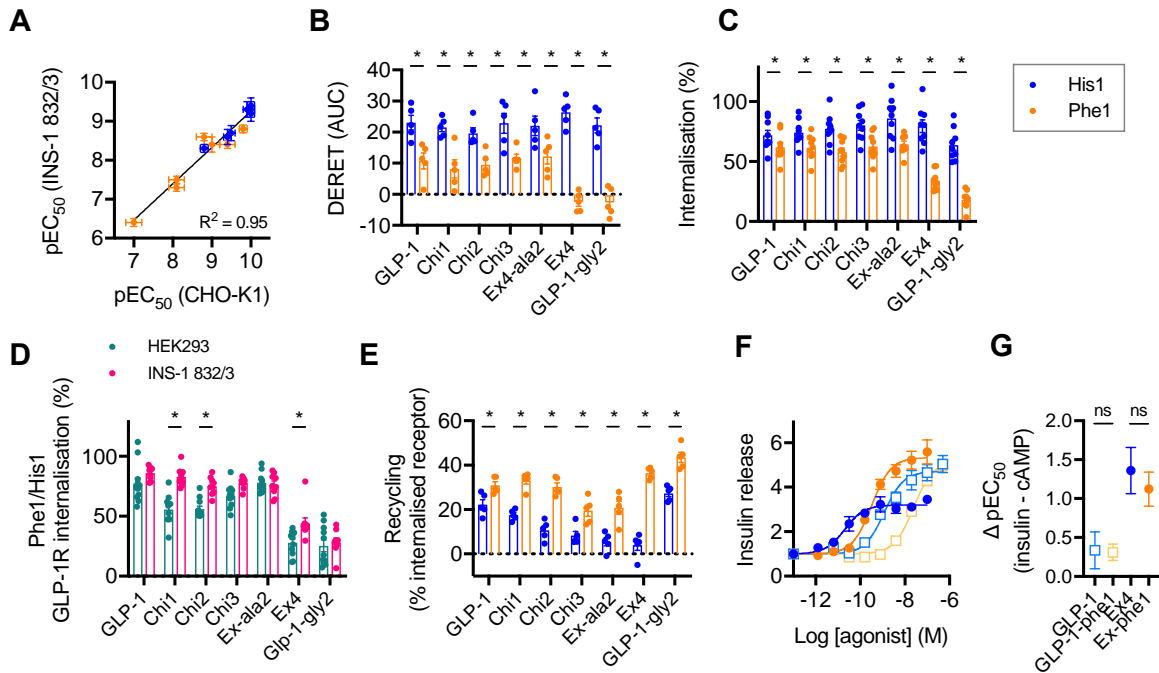 A
pEC50 (INS-1 832/3)
10
9
8
7
6
R2 = 0.95
7 8 9 10
pEC50 (CHO-K1)
B
DERET (AUC)
* * * * * * *
40
30
20
10
0
-10
GLP-1
Chi1
Chi2
Chi3
Ex4-ala2
Ex4
GLP-1-gly2
C
Internalisation (%)
* * * * * * *
100
50
0
GLP-1
Chi1
Chi2
Chi3
Ex-ala2
Ex4
GLP-1-gly2
His1
Phe1
D
HEK293
INS-1 832/3
Phe1/His1
GLP-1R internalisation (%)
* * *
100
50
0
GLP-1
Chi1
Chi2
Chi3
Ex-ala2
Ex4
Glp-1-gly2
E
Recycling
(% internalised receptor)
* * * * * * *
60
40
20
0
GLP-1
Chi1
Chi2
Chi3
Ex-ala2
Ex4
GLP-1-gly2
F
Insulin release
6
4
2
0
-12 -10 -8 -6
Log [agonist] (M)
G
Δ pEC50
(insulin - cAMP)
ns ns
2.0
1.5
1.0
0.5
0.0
GLP-1
GLP-1-phe1
Ex4
Ex-phe1